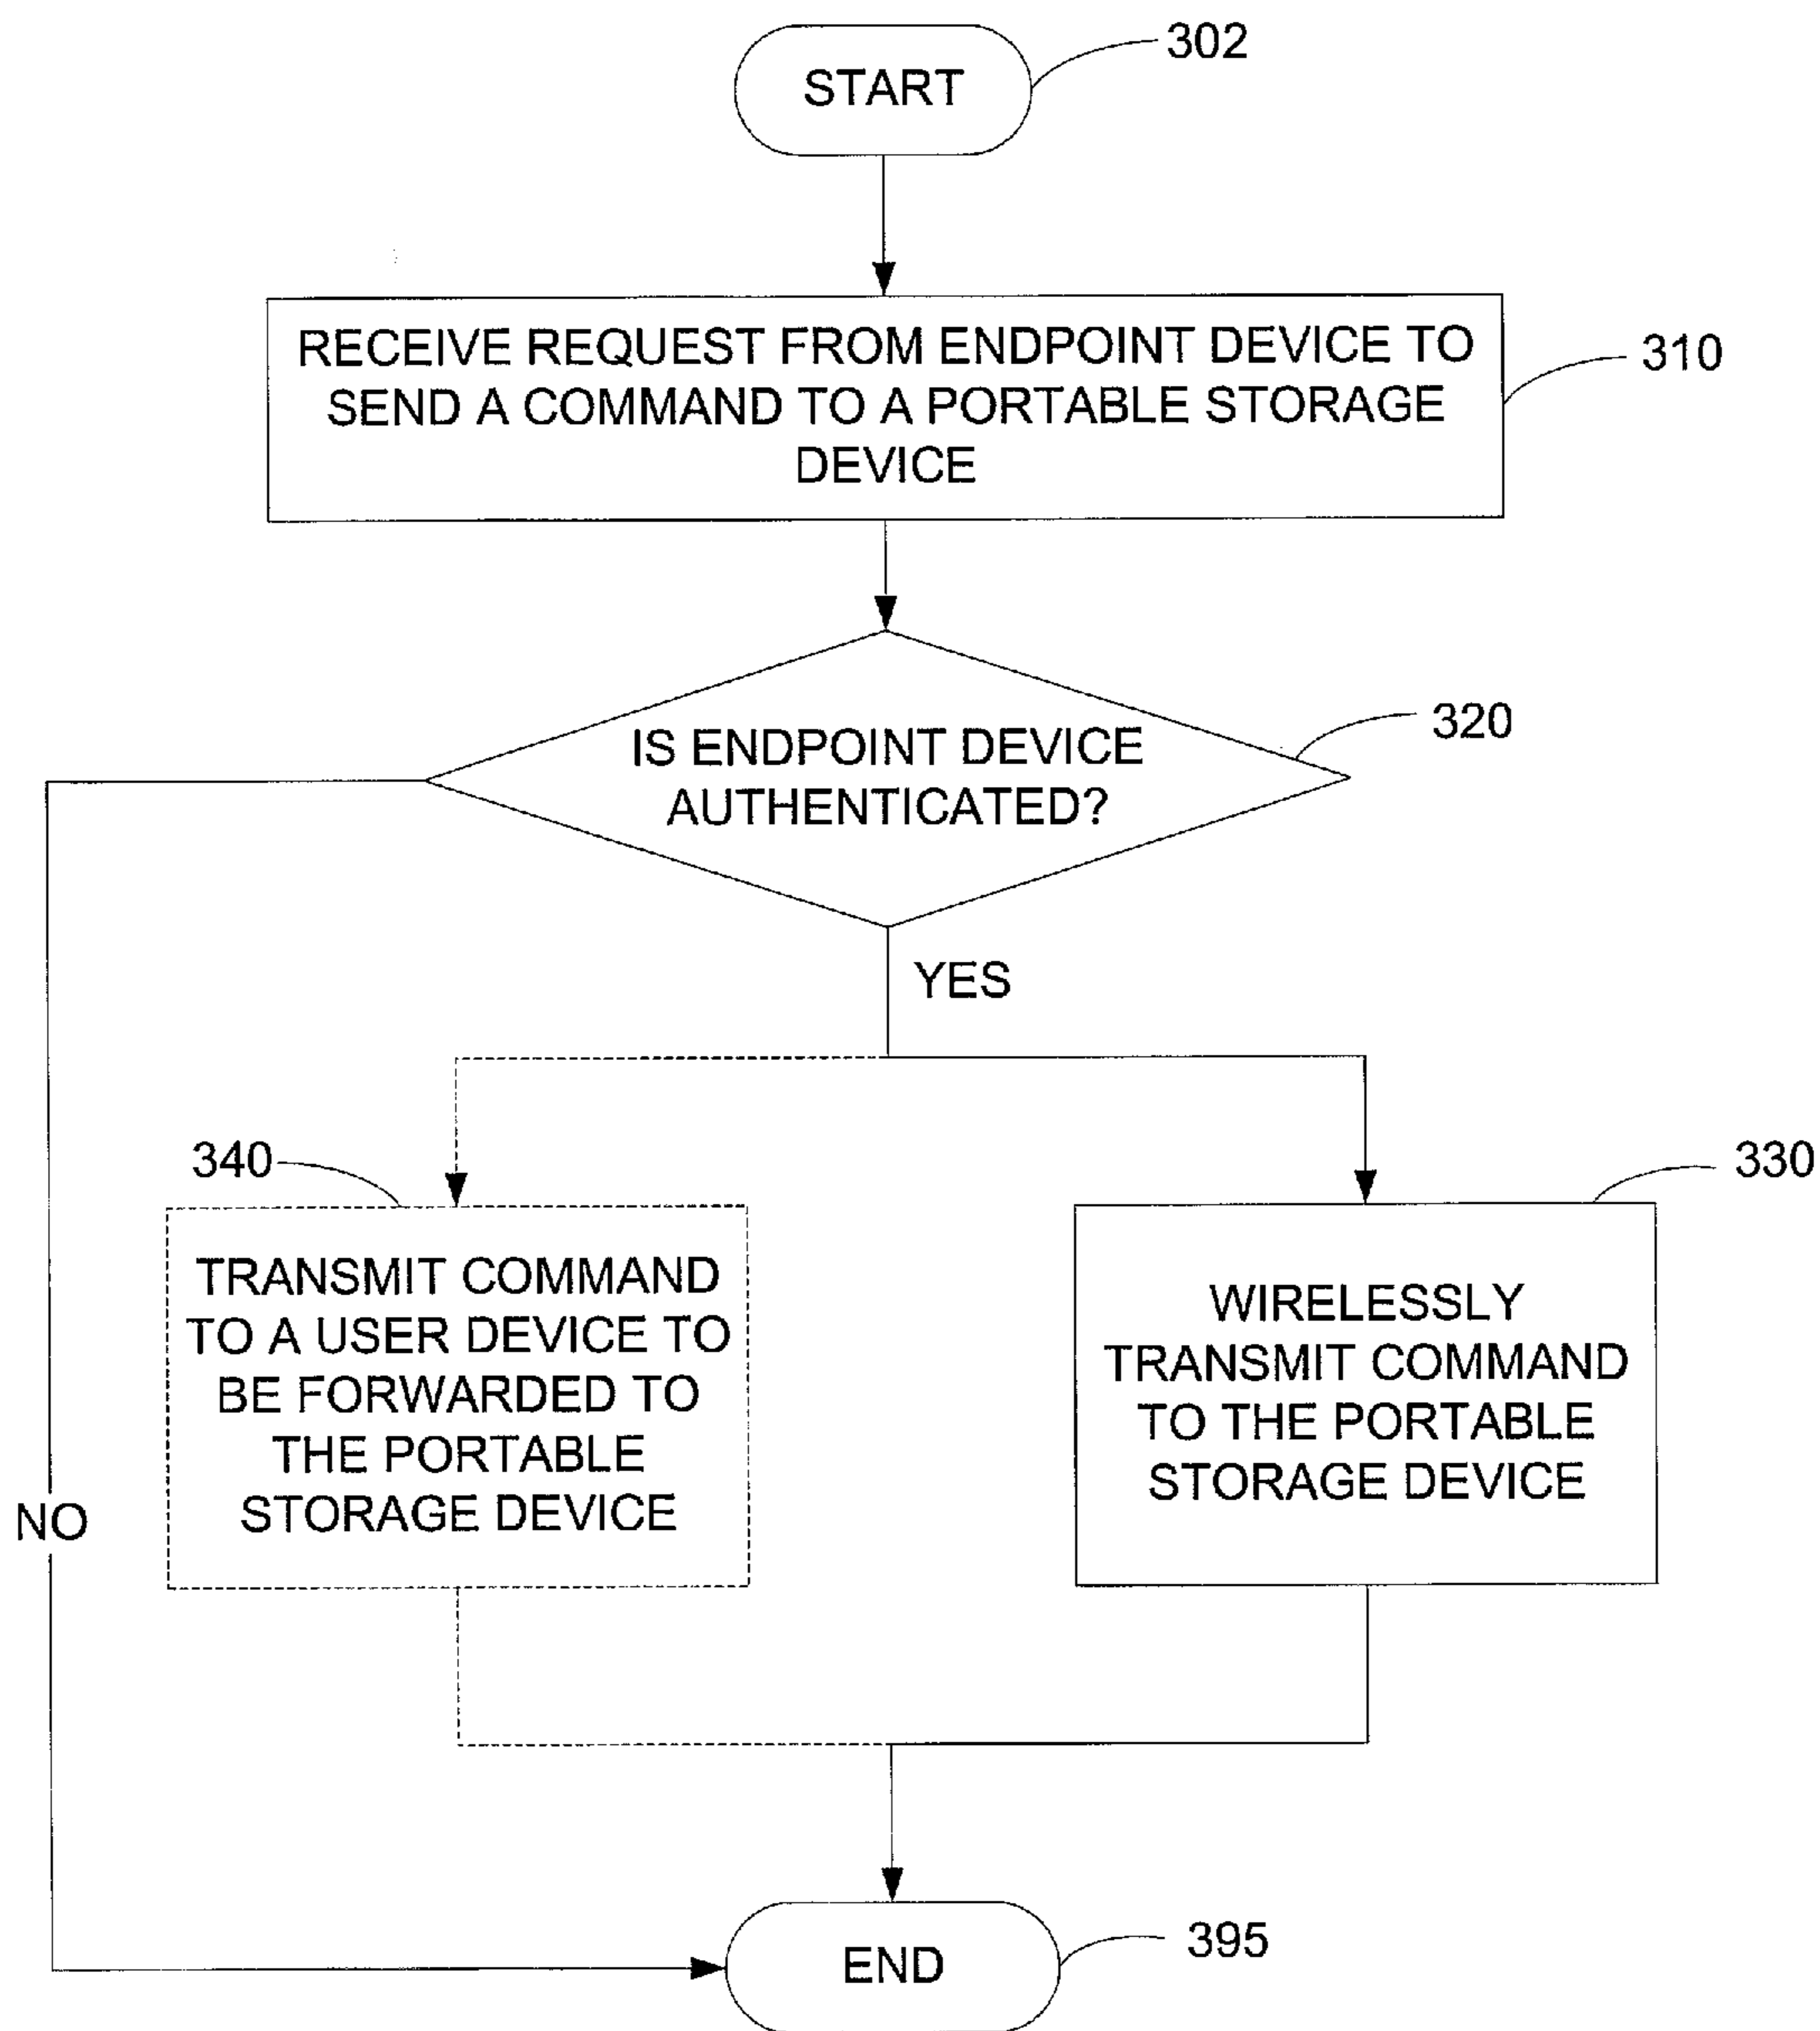 302
START
RECEIVE REQUEST FROM ENDPOINT DEVICE TO
SEND A COMMAND TO A PORTABLE STORAGE
DEVICE
310
IS ENDPOINT DEVICE
AUTHENTICATED?
320
YES
340
330
TRANSMIT COMMAND
TO A USER DEVICE TO
BE FORWARDED TO
THE PORTABLE
STORAGE DEVICE
WIRELESSLY
TRANSMIT COMMAND
TO THE PORTABLE
STORAGE DEVICE
NO
END
395